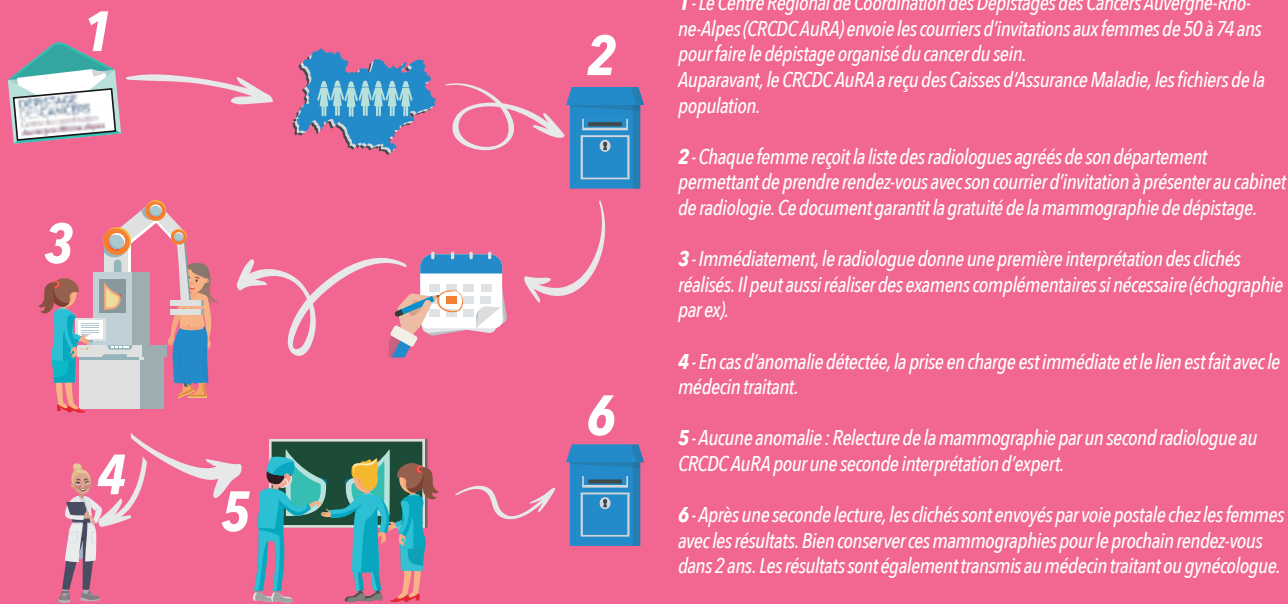 1
DÉPISTAGE
DES CANCERS
2
3
4
5
6
1 - Le Centre Régional de Coordination des Dépistages des Cancers Auvergne-Rhô-
ne-Alpes (CRCDC AuRA) envoie les courriers d'invitations aux femmes de 50 à 74 ans
pour faire le dépistage organisé du cancer du sein.
Auparavant, le CRCDC AuRA a reçu des Caisses d'Assurance Maladie, les fichiers de la
population.
2 - Chaque femme reçoit la liste des radiologues agréés de son département
permettant de prendre rendez-vous avec son courrier d'invitation à présenter au cabinet
de radiologie. Ce document garantit la gratuité de la mammographie de dépistage.
3 - Immédiatement, le radiologue donne une première interprétation des clichés
réalisés. Il peut aussi réaliser des examens complémentaires si nécessaire (échographie
par ex).
4 - En cas d'anomalie détectée, la prise en charge est immédiate et le lien est fait avec le
médecin traitant.
5 - Aucune anomalie : Relecture de la mammographie par un second radiologue au
CRCDC AuRA pour une seconde interprétation d'expert.
6 - Après une seconde lecture, les clichés sont envoyés par voie postale chez les femmes
avec les résultats. Bien conserver ces mammographies pour le prochain rendez-vous
dans 2 ans. Les résultats sont également transmis au médecin traitant ou gynécologue.